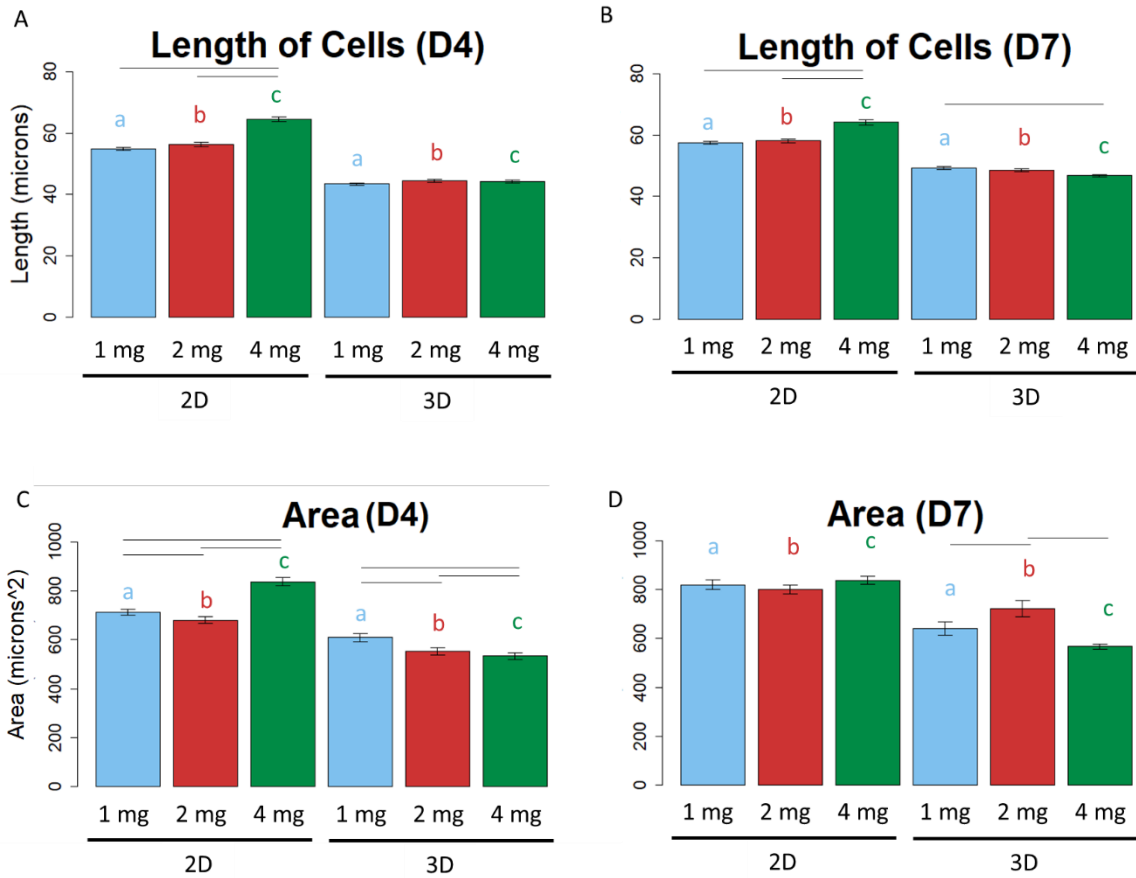 A
Length of Cells (D4)
Length (microns)
80
60
40
20
0
a
b
c
a
b
c
1 mg 2 mg 4 mg 1 mg 2 mg 4 mg
2D 3D
B
Length of Cells (D7)
80
60
40
20
0
a
b
c
a
b
c
1 mg 2 mg 4 mg 1 mg 2 mg 4 mg
2D 3D
C
Area (D4)
Area (microns^2)
1000
800
600
400
200
0
a
b
c
a
b
c
1 mg 2 mg 4 mg 1 mg 2 mg 4 mg
2D 3D
D
Area (D7)
1000
800
600
400
200
0
a
b
c
a
b
c
1 mg 2 mg 4 mg 1 mg 2 mg 4 mg
2D 3D